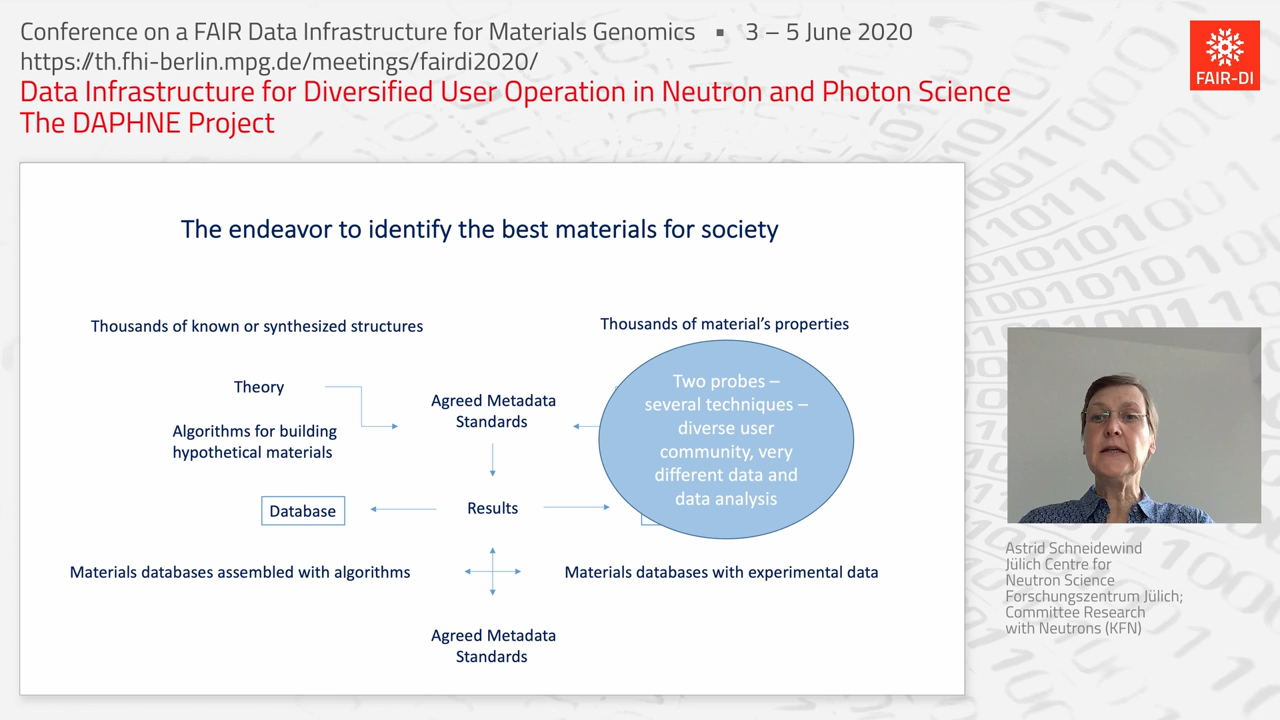 Conference on a FAIR Data Infrastructure for Materials Genomics ▪ 3 – 5 June 2020
https://th.fhi-berlin.mpg.de/meetings/fairdi2020/
Data Infrastructure for Diversified User Operation in Neutron and Photon Science
The DAPHNE Project
FAIR-DI
The endeavor to identify the best materials for society
Thousands of known or synthesized structures
Thousands of material's properties
Theory
Agreed Metadata
Standards
Algorithms for building
hypothetical materials
Two probes –
several techniques –
diverse user
community, very
different data and
data analysis
Database
Results
Materials databases assembled with algorithms
Materials databases with experimental data
Agreed Metadata
Standards
Astrid Schneidewind
Jülich Centre for
Neutron Science
Forschungszentrum Jülich;
Committee Research
with Neutrons (KFN)